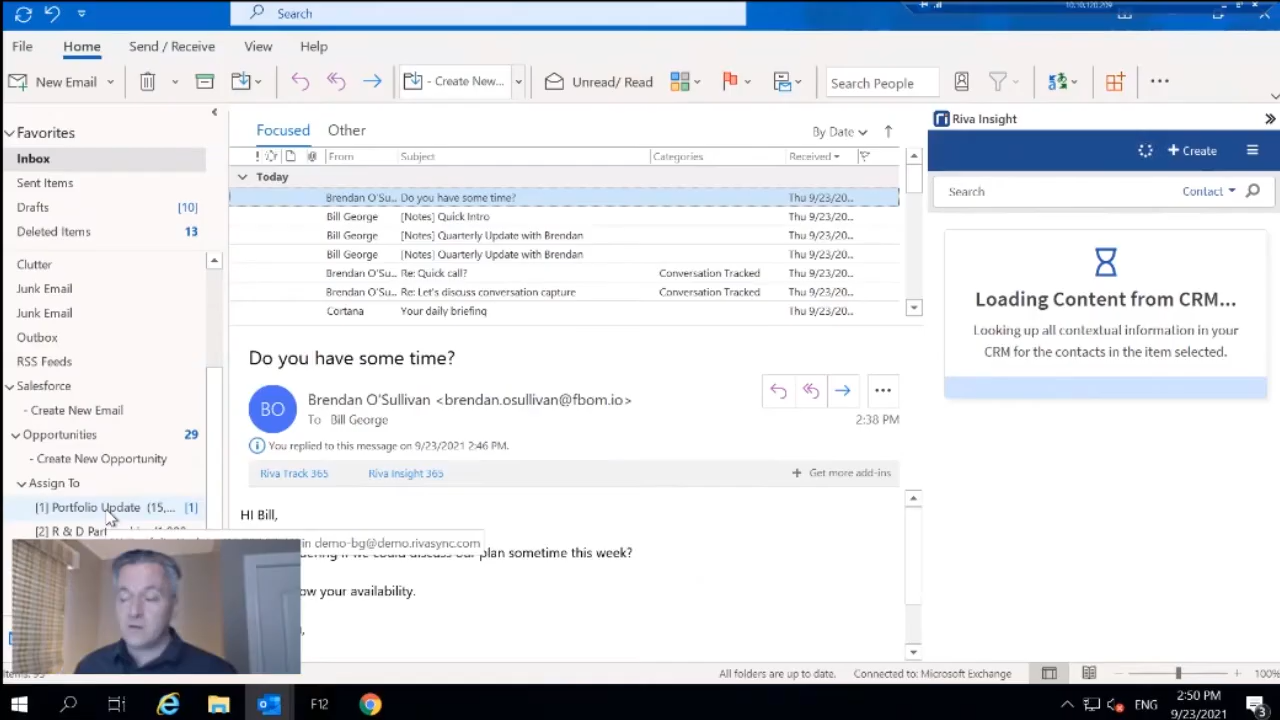 Search
10.10.120.209
File
Home
Send / Receive
View
Help
New Email
- Create New...
Unread/ Read
Search People
Favorites
Inbox
Sent Items
Drafts [10]
Deleted Items 13
Clutter
Junk Email
Junk Email
Outbox
RSS Feeds
Salesforce
- Create New Email
Opportunities 29
- Create New Opportunity
Assign To
[1] Portfolio Update (15,... [1]
[2] R & D
Focused
Other
By Date
From Subject Categories Received
Today
Brendan O'Su... Do you have some time? Thu 9/23/20...
Bill George [Notes] Quick Intro Thu 9/23/20...
Bill George [Notes] Quarterly Update with Brendan Thu 9/23/20...
Bill George [Notes] Quarterly Update with Brendan Thu 9/23/20...
Brendan O'Su... Re: Quick call? Conversation Tracked Thu 9/23/20...
Brendan O'Su... Re: Let's discuss conversation capture Conversation Tracked Thu 9/23/20...
Cortana Your daily briefing Thu 9/23/20...
Do you have some time?
BO
Brendan O'Sullivan <brendan.osullivan@fbom.io>
To Bill George
2:38 PM
You replied to this message on 9/23/2021 2:46 PM.
Riva Track 365
Riva Insight 365
+ Get more add-ins
HI Bill,
in demo-bg@demo.rivasync.com
plan sometime this week?
your availability.
Riva Insight
+ Create
Search
Contact
Loading Content from CRM...
Looking up all contextual information in your
CRM for the contacts in the item selected.
All folders are up to date.
Connected to: Microsoft Exchange
100%
F12
ENG
2:50 PM
9/23/2021
3